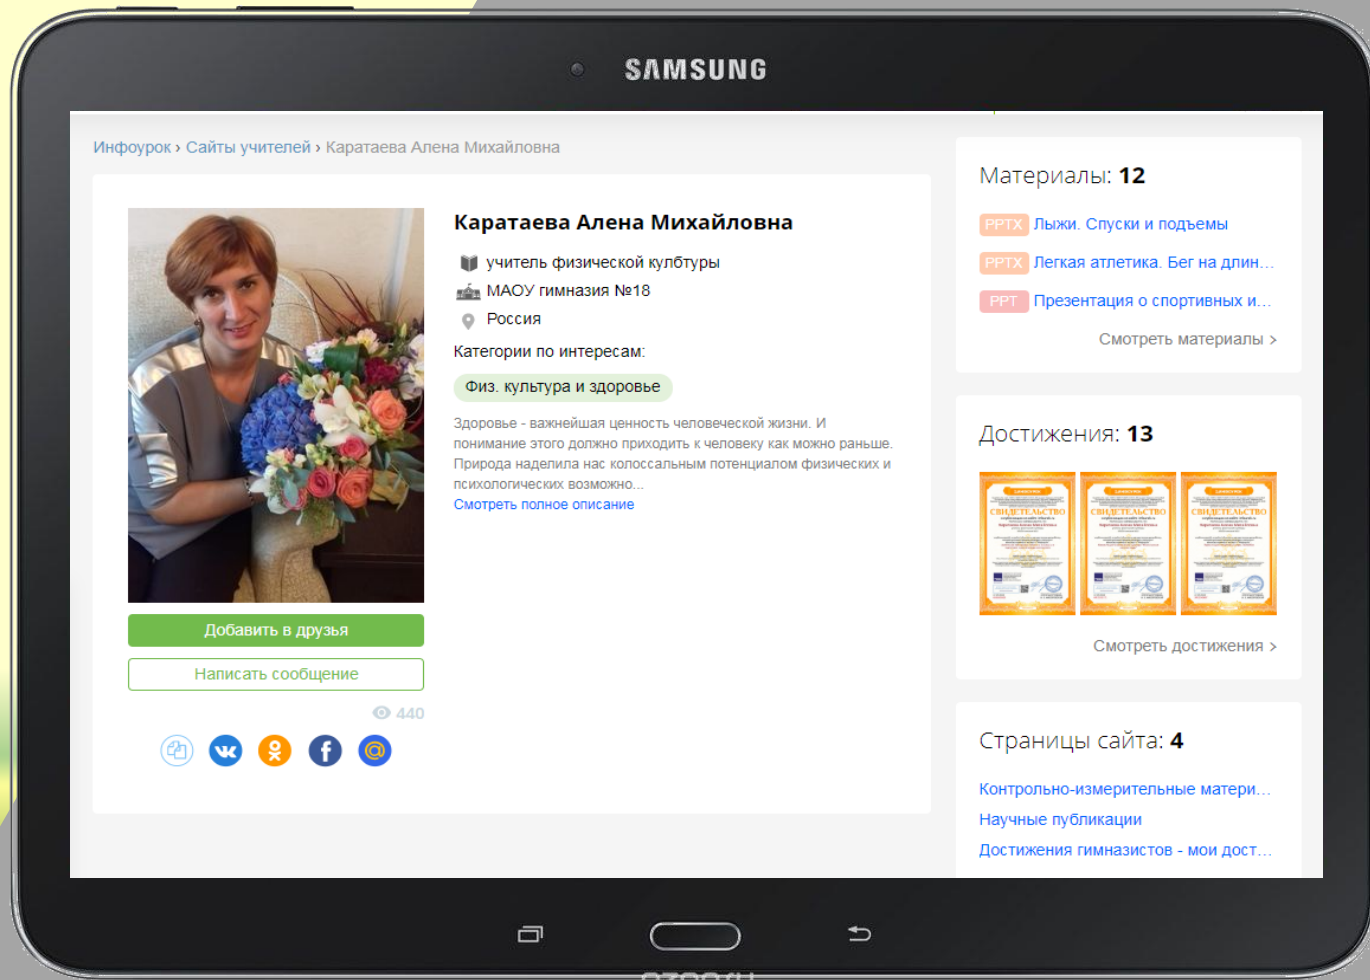 SAMSUNG
Инфоурок › Сайты учителей › Каратаева Алена Михайловна
Каратаева Алена Михайловна
учитель физической кулбтуры
МАОУ гимназия №18
Россия
Категории по интересам:
Физ. культура и здоровье
Здоровье - важнейшая ценность человеческой жизни. И
понимание этого должно приходить к человеку как можно раньше.
Природа наделила нас колоссальным потенциалом физических и
психологических возможно...
Смотреть полное описание
Добавить в друзья
Написать сообщение
440
Материалы: 12
PPTX Лыжи. Спуски и подъемы
PPTX Легкая атлетика. Бег на длин...
PPT Презентация о спортивных и...
Смотреть материалы >
Достижения: 13
СВИДЕТЕЛЬСТВО
СВИДЕТЕЛЬСТВО
СВИДЕТЕЛЬСТВО
Смотреть достижения >
Страницы сайта: 4
Контрольно-измерительные матери...
Научные публикации
Достижения гимназистов - мои дост...